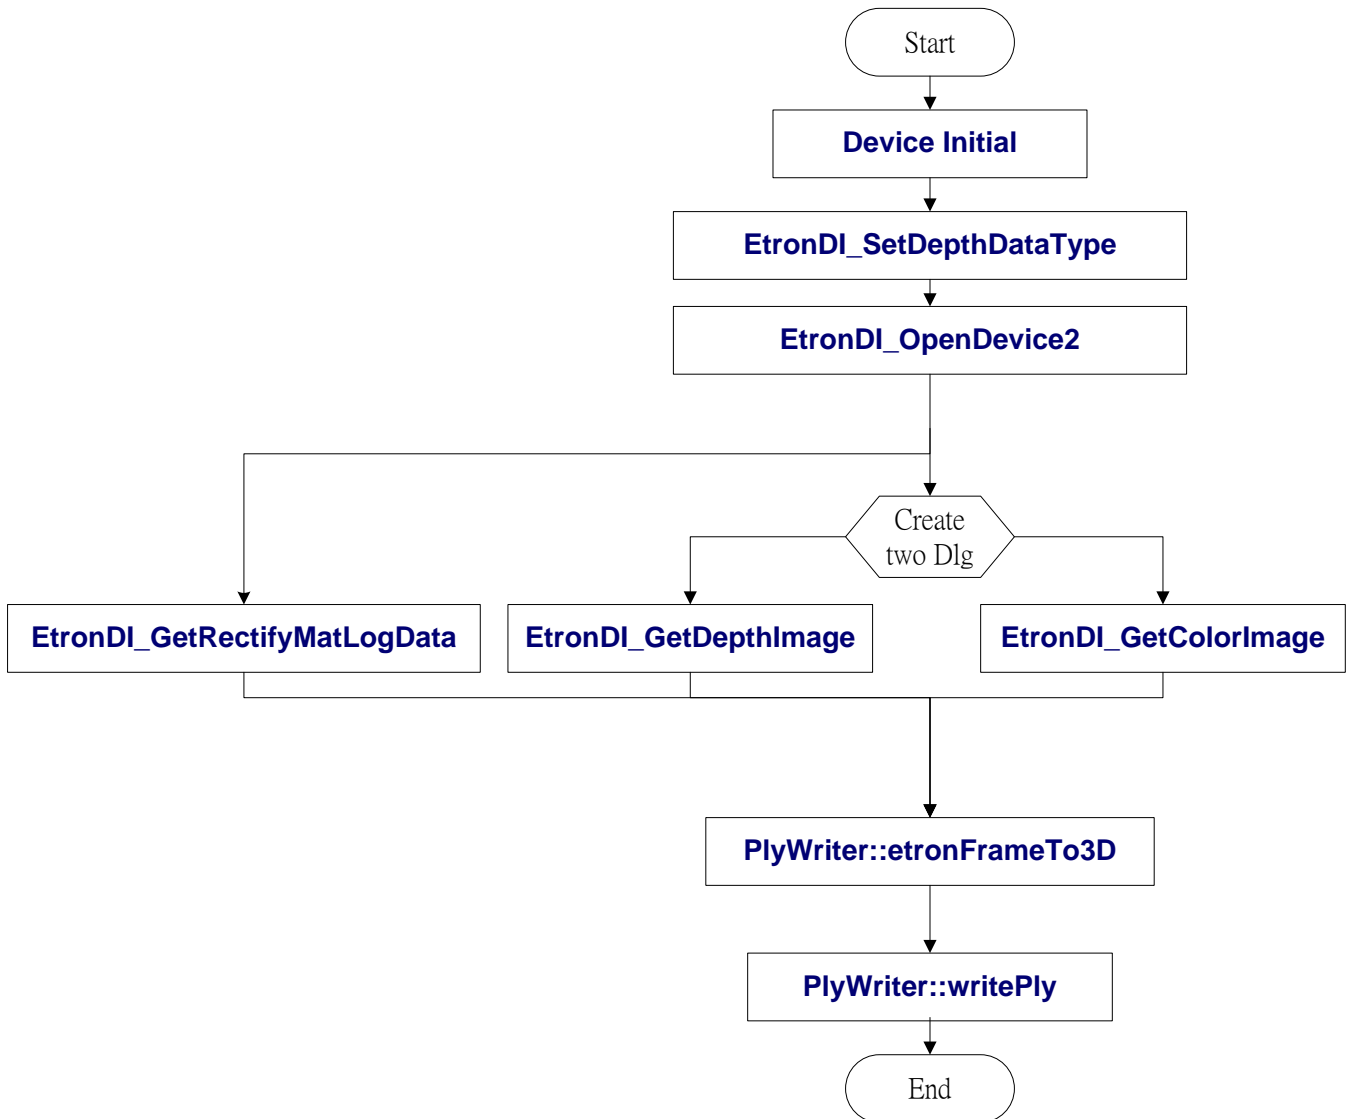 Start
Device Initial
EtronDI_SetDepthDataType
EtronDI_OpenDevice2
Create
two Dlg
EtronDI_GetRectifyMatLogData
EtronDI_GetDepthImage
EtronDI_GetColorImage
PlyWriter::etronFrameTo3D
PlyWriter::writePly
End